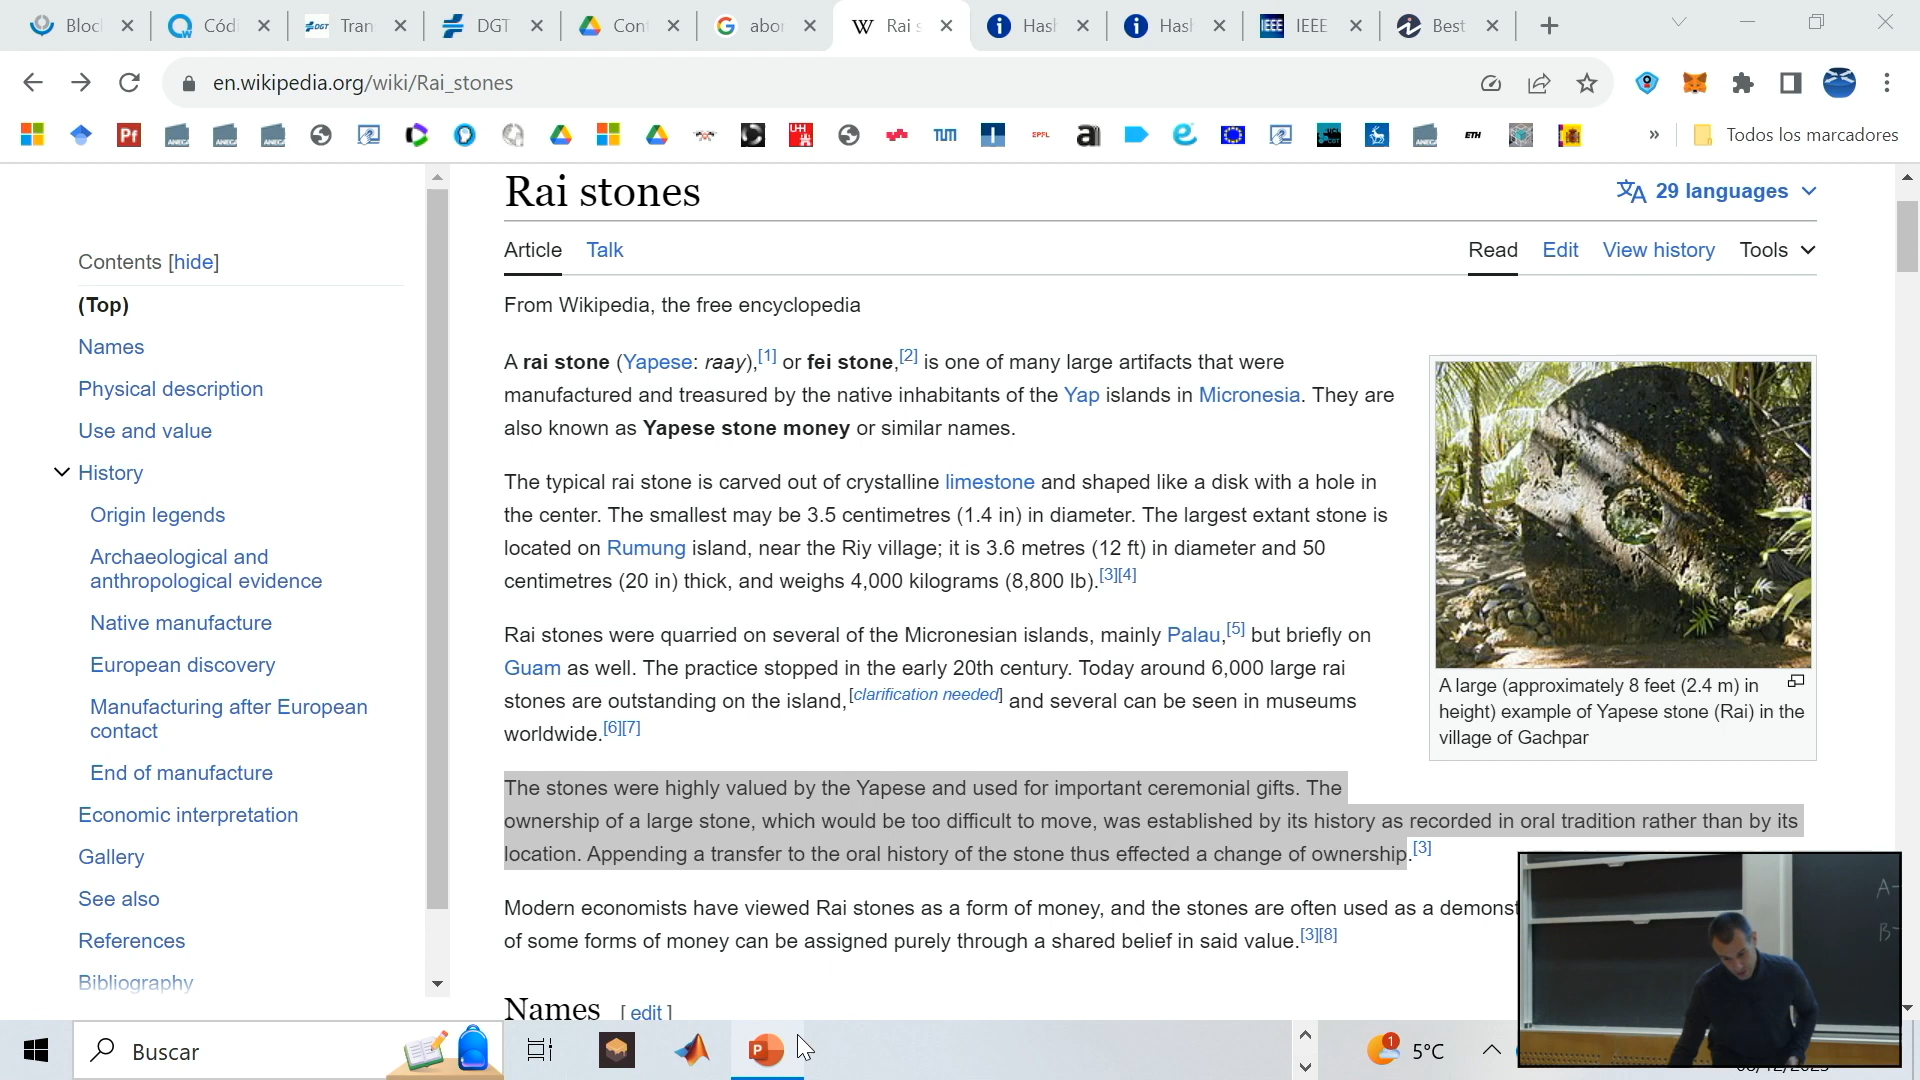 Bloc
Códi
Tran
DGT
Cont
abor
Rai s
Hash
Hash
IEEE
Best
en.wikipedia.org/wiki/Rai_stones
Todos los marcadores
Rai stones
29 languages
Article Talk
Read Edit View history Tools
Contents [hide]
(Top)
Names
Physical description
Use and value
History
Origin legends
Archaeological and
anthropological evidence
Native manufacture
European discovery
Manufacturing after European
contact
End of manufacture
Economic interpretation
Gallery
See also
References
Bibliography
From Wikipedia, the free encyclopedia
A rai stone (Yapese: raay),[1] or fei stone,[2] is one of many large artifacts that were
manufactured and treasured by the native inhabitants of the Yap islands in Micronesia. They are
also known as Yapese stone money or similar names.
The typical rai stone is carved out of crystalline limestone and shaped like a disk with a hole in
the center. The smallest may be 3.5 centimetres (1.4 in) in diameter. The largest extant stone is
located on Rumung island, near the Riy village; it is 3.6 metres (12 ft) in diameter and 50
centimetres (20 in) thick, and weighs 4,000 kilograms (8,800 lb).[3][4]
Rai stones were quarried on several of the Micronesian islands, mainly Palau,[5] but briefly on
Guam as well. The practice stopped in the early 20th century. Today around 6,000 large rai
stones are outstanding on the island,[clarification needed] and several can be seen in museums
worldwide.[6][7]
A large (approximately 8 feet (2.4 m) in
height) example of Yapese stone (Rai) in the
village of Gachpar
The stones were highly valued by the Yapese and used for important ceremonial gifts. The
ownership of a large stone, which would be too difficult to move, was established by its history as recorded in oral tradition rather than by its
location. Appending a transfer to the oral history of the stone thus effected a change of ownership.[3]
Modern economists have viewed Rai stones as a form of money, and the stones are often used as a demonst
of some forms of money can be assigned purely through a shared belief in said value.[3][8]
Names [ edit ]
A-
B-
Buscar
1
5°C